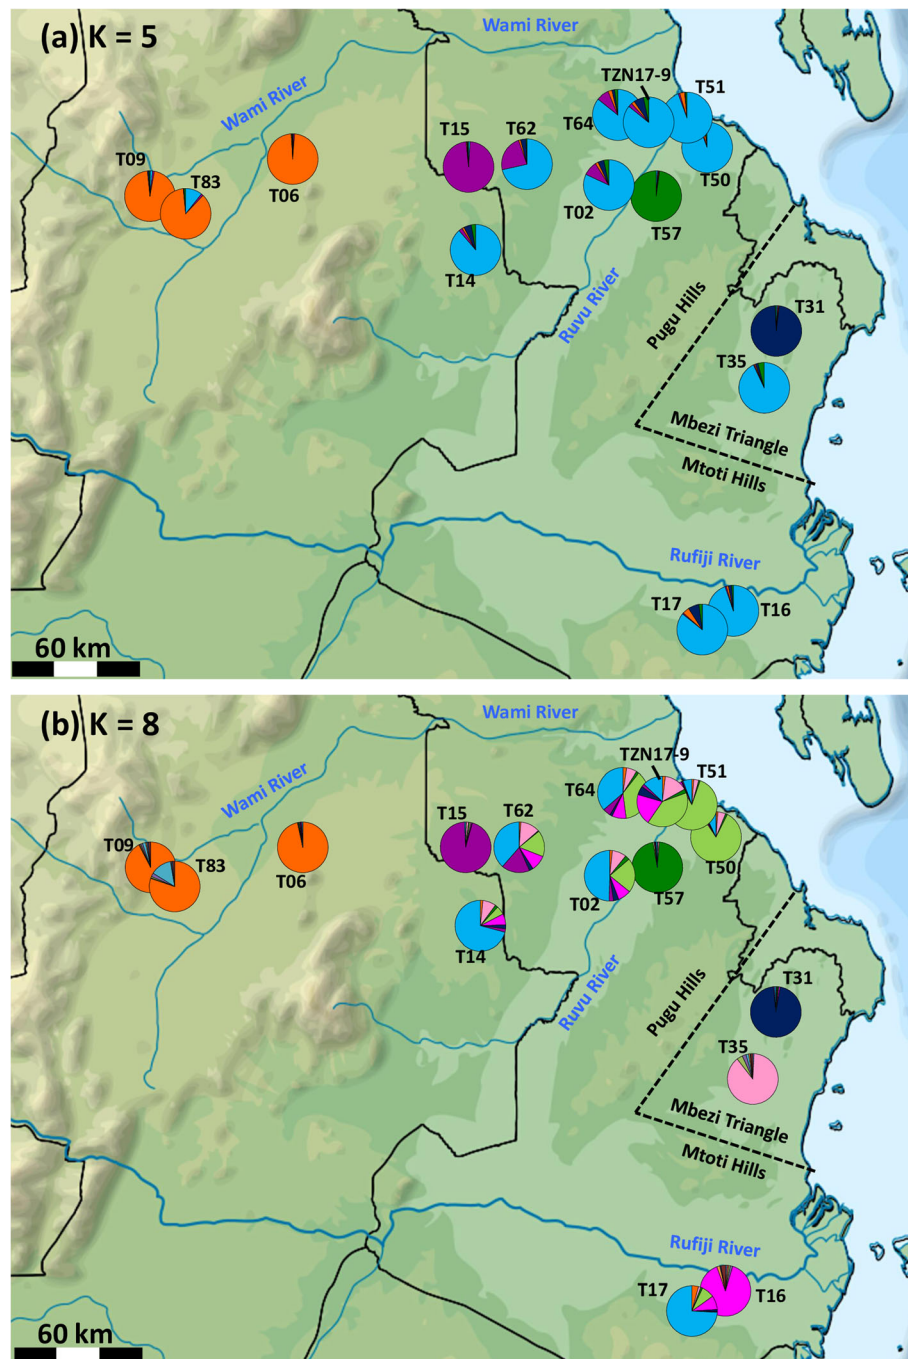 (a) K = 5
Wami River
Wami River
TZN17-9
T51
T64
T15
T62
T09
T83
T06
T50
T02
T57
T14
Ruvu River
Pugu Hills
T31
T35
Mbezi Triangle
Mtoti Hills
Rufiji River
T17
T16
60 km
(b) K = 8
Wami River
Wami River
TZN17-9
T51
T64
T15
T62
T09
T83
T06
T50
T02
T57
T14
Ruvu River
Pugu Hills
T31
T35
Mbezi Triangle
Mtoti Hills
Rufiji River
T17
T16
60 km